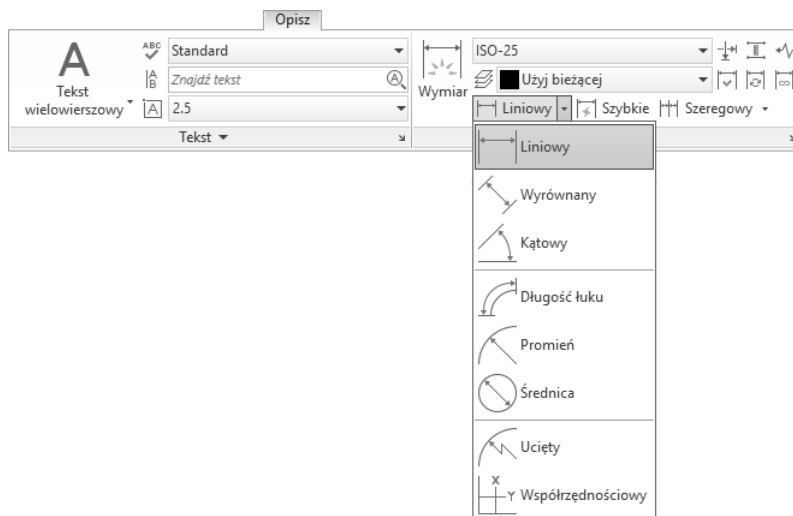 Opisz
A
Tekst
wielowierszowy
ABC
Standard
A
B
Znajdź tekst
A
A
2.5
Tekst
Wymiar
ISO-25
Użyj bieżącej
Liniowy
Szybkie
Szeregowy
Liniowy
Wyrównany
Kątowy
Długość łuku
Promień
Średnica
Ucięty
X
Y
Współrzędnościowy